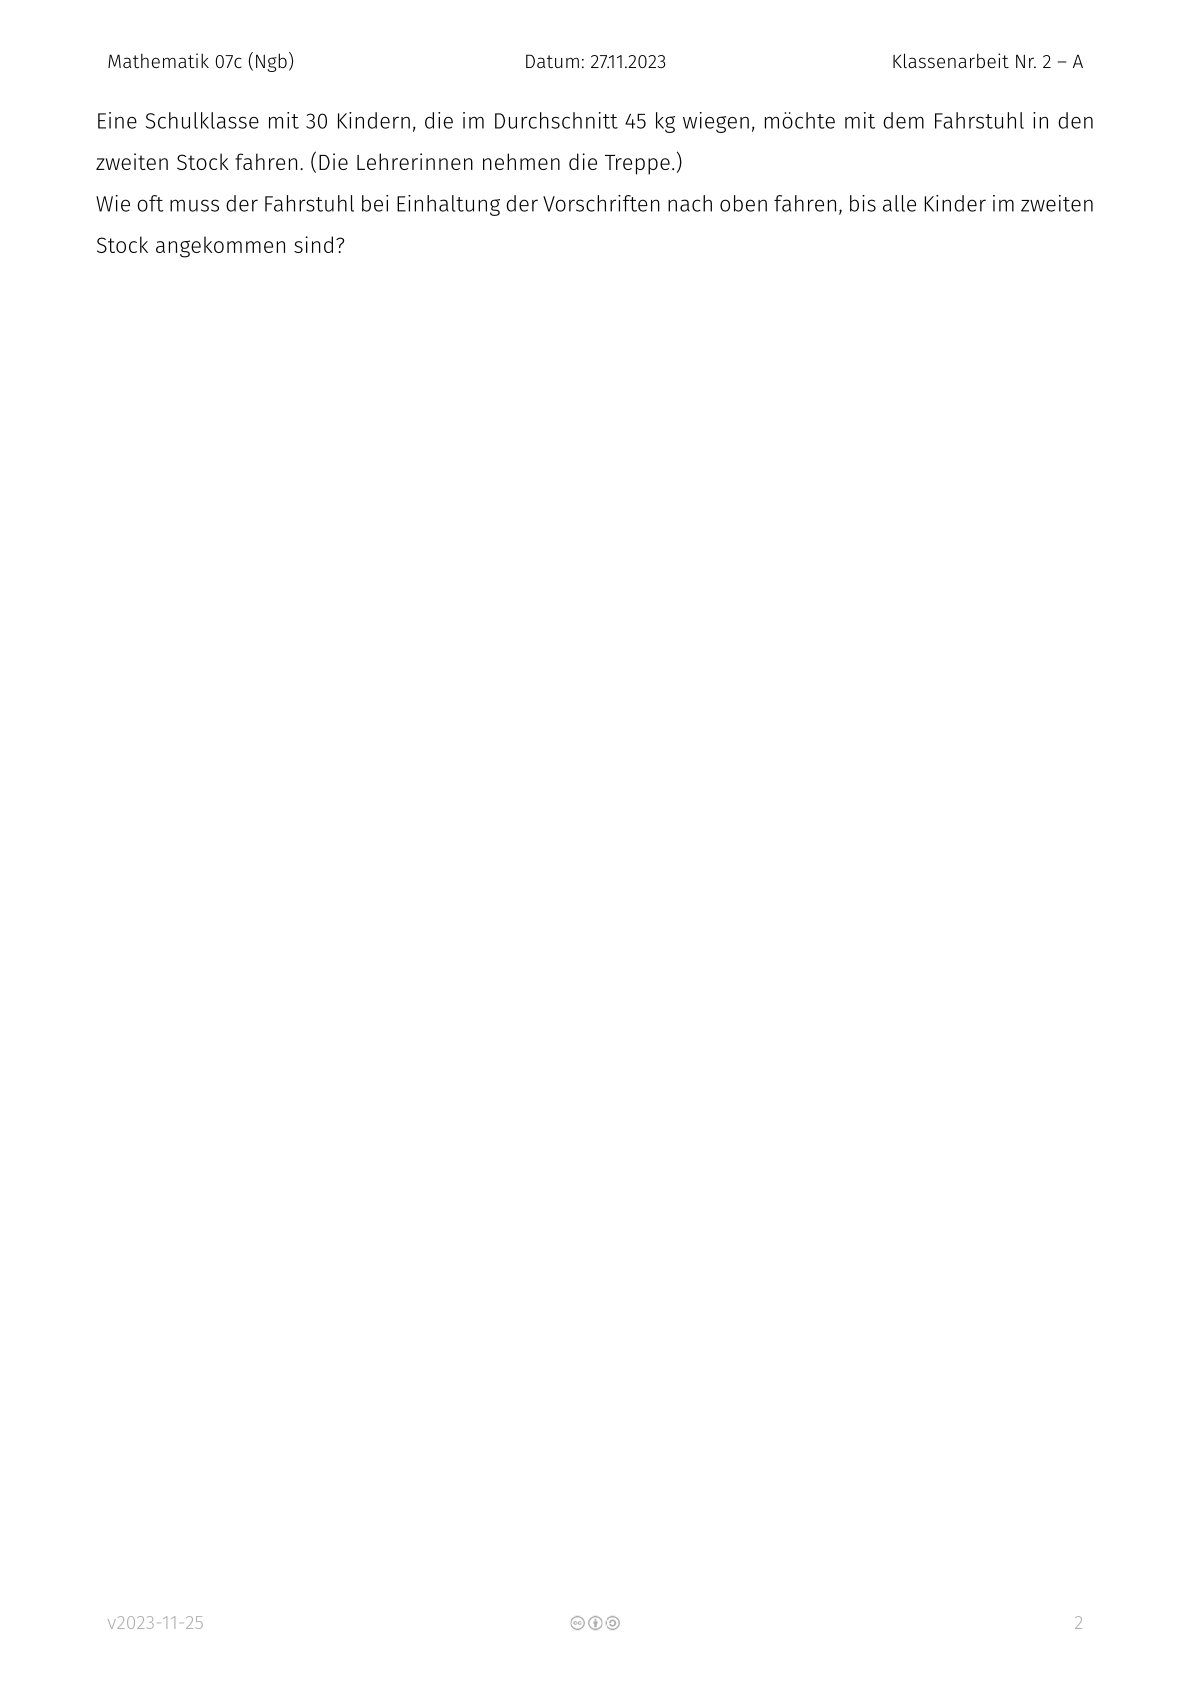 Mathematik 07c (Ngb) Datum: 27.11.2023 Klassenarbeit Nr. 2 – A
Eine Schulklasse mit 30 Kindern, die im Durchschnitt 45 kg wiegen, möchte mit dem Fahrstuhl in den
zweiten Stock fahren. (Die Lehrerinnen nehmen die Treppe.)
Wie oft muss der Fahrstuhl bei Einhaltung der Vorschriften nach oben fahren, bis alle Kinder im zweiten
Stock angekommen sind?
v2023-11-25 2